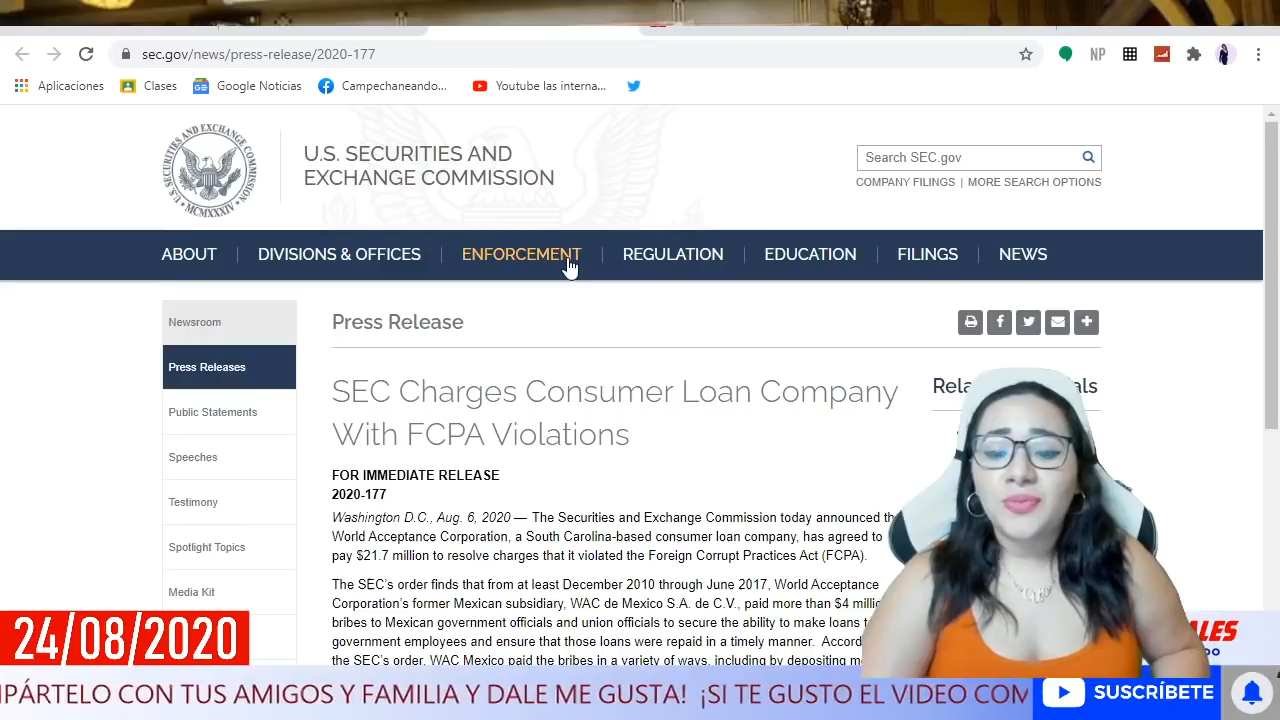 sec.gov/news/press-release/2020-177
NP
Aplicaciones
Clases
Google Noticias
Campechaneando...
Youtube las interna...
U.S. SECURITIES AND
EXCHANGE COMMISSION
Search SEC.gov
COMPANY FILINGS | MORE SEARCH OPTIONS
ABOUT
DIVISIONS & OFFICES
ENFORCEMENT
REGULATION
EDUCATION
FILINGS
NEWS
Newsroom
Press Releases
Public Statements
Speeches
Testimony
Spotlight Topics
Media Kit
Press Release
SEC Charges Consumer Loan Company
With FCPA Violations
FOR IMMEDIATE RELEASE
2020-177
Washington D.C., Aug. 6, 2020 — The Securities and Exchange Commission today announced th
World Acceptance Corporation, a South Carolina-based consumer loan company, has agreed to
pay $21.7 million to resolve charges that it violated the Foreign Corrupt Practices Act (FCPA).
The SEC's order finds that from at least December 2010 through June 2017, World Acceptance
Corporation's former Mexican subsidiary, WAC de Mexico S.A. de C.V., paid more than $4 millio
bribes to Mexican government officials and union officials to secure the ability to make loans t
government employees and ensure that those loans were repaid in a timely manner. Accord
the SEC's order, WAC Mexico paid the bribes in a variety of ways, including by depositing m
Rela als
24/08/2020
ALES
DO
MPÁRTELO CON TUS AMIGOS Y FAMILIA Y DALE ME GUSTA! ¡SI TE GUSTO EL VIDEO COM
SUSCRÍBETE